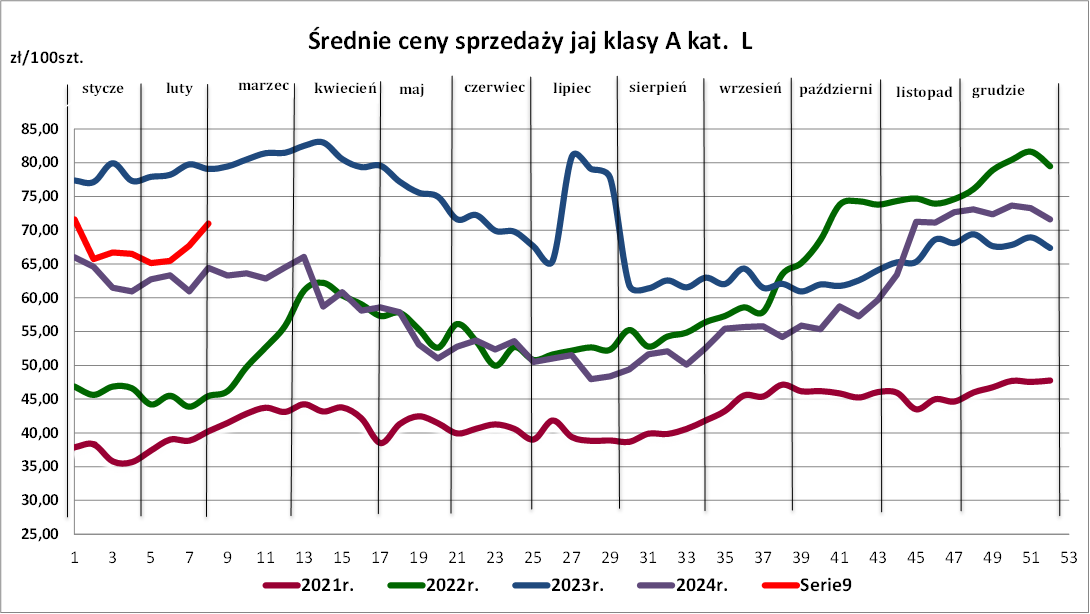 Średnie ceny sprzedaży jaj klasy A kat. L
zł/100szt.
stycze luty marzec kwiecień maj czerwiec lipiec sierpień wrzesień październi listopad grudzie
85,00
80,00
75,00
70,00
65,00
60,00
55,00
50,00
45,00
40,00
35,00
30,00
25,00
1 3 5 7 9 11 13 15 17 19 21 23 25 27 29 31 33 35 37 39 41 43 45 47 49 51 53
2021r. 2022r. 2023r. 2024r. Serie9